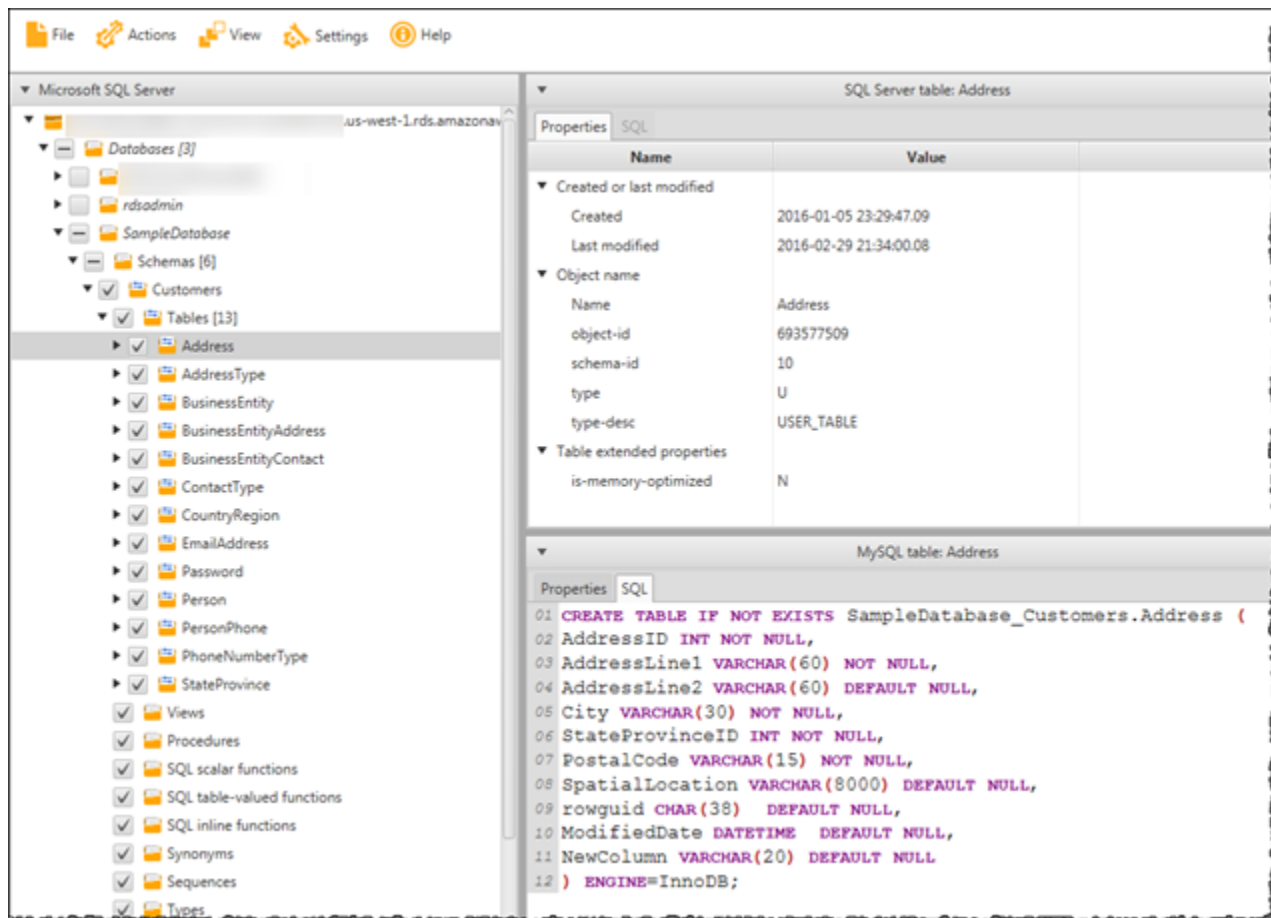 File Actions View Settings Help
Microsoft SQL Server
.us-west-1.rds.amazonaw
Databases [3]
rdsadmin
SampleDatabase
Schemas [6]
Customers
Tables [13]
Address
AddressType
BusinessEntity
BusinessEntityAddress
BusinessEntityContact
ContactType
CountryRegion
EmailAddress
Password
Person
PersonPhone
PhoneNumberType
StateProvince
Views
Procedures
SQL scalar functions
SQL table-valued functions
SQL inline functions
Synonyms
Sequences
Types
SQL Server table: Address
Properties SQL
Name Value
Created or last modified
Created 2016-01-05 23:29:47.09
Last modified 2016-02-29 21:34:00.08
Object name
Name Address
object-id 693577509
schema-id 10
type U
type-desc USER_TABLE
Table extended properties
is-memory-optimized N
MySQL table: Address
Properties SQL
01 CREATE TABLE IF NOT EXISTS SampleDatabase_Customers.Address (
02 AddressID INT NOT NULL,
03 AddressLine1 VARCHAR(60) NOT NULL,
04 AddressLine2 VARCHAR(60) DEFAULT NULL,
05 City VARCHAR(30) NOT NULL,
06 StateProvinceID INT NOT NULL,
07 PostalCode VARCHAR(15) NOT NULL,
08 SpatialLocation VARCHAR(8000) DEFAULT NULL,
09 rowguid CHAR(38) DEFAULT NULL,
10 ModifiedDate DATETIME DEFAULT NULL,
11 NewColumn VARCHAR(20) DEFAULT NULL
12 ) ENGINE=InnoDB;